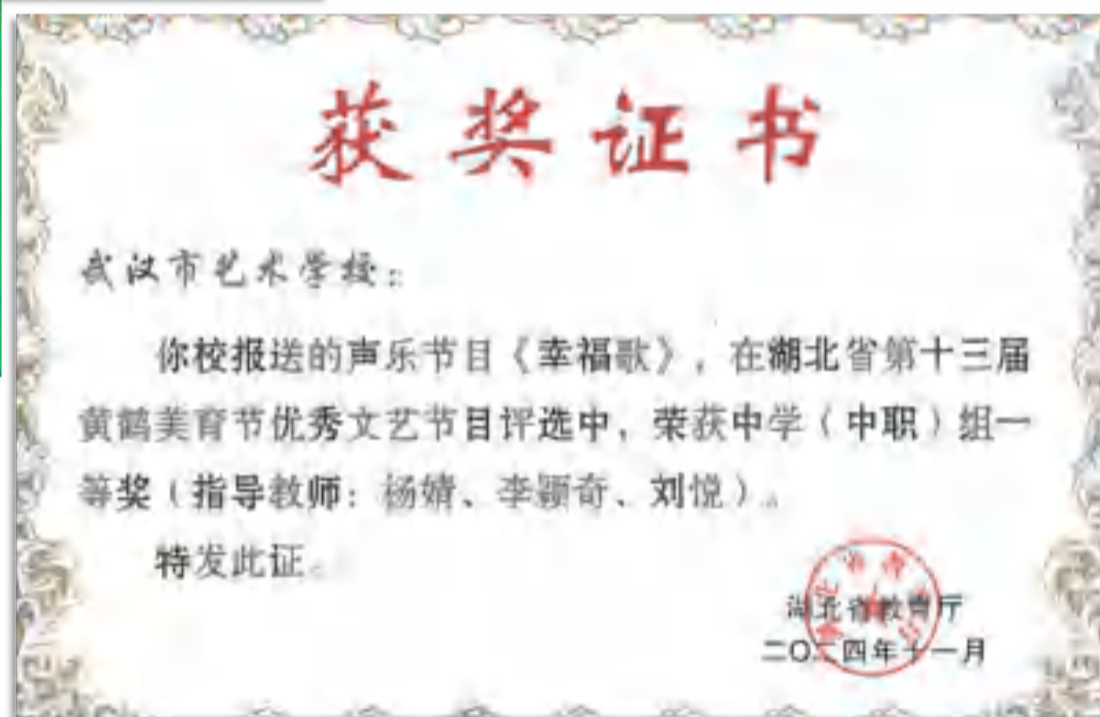 获奖证书
武汉市艺术学校：
你校报送的声乐节目《幸福歌》，在湖北省第十三届
黄鹤美育节优秀文艺节目评选中，荣获中学（中职）组一
等奖（指导教师：杨婧、李颖奇、刘悦）。
特发此证。
湖北省教育厅
二〇二四年十一月